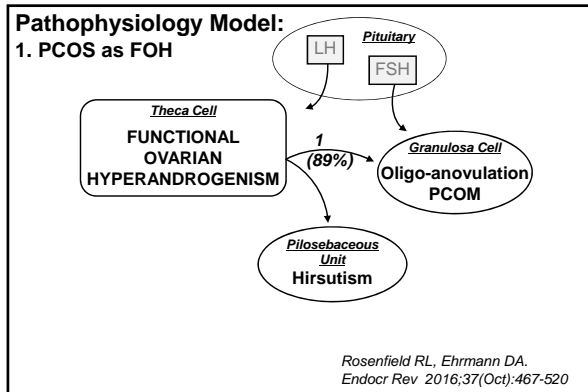 Pathophysiology Model:
1. PCOS as FOH
Pituitary
LH
FSH
Theca Cell
FUNCTIONAL
OVARIAN
HYPERANDROGENISM
1
(89%)
Granulosa Cell
Oligo-anovulation
PCOM
Pilosebaceous
Unit
Hirsutism
Rosenfield RL, Ehrmann DA.
Endocr Rev 2016;37(Oct):467-520